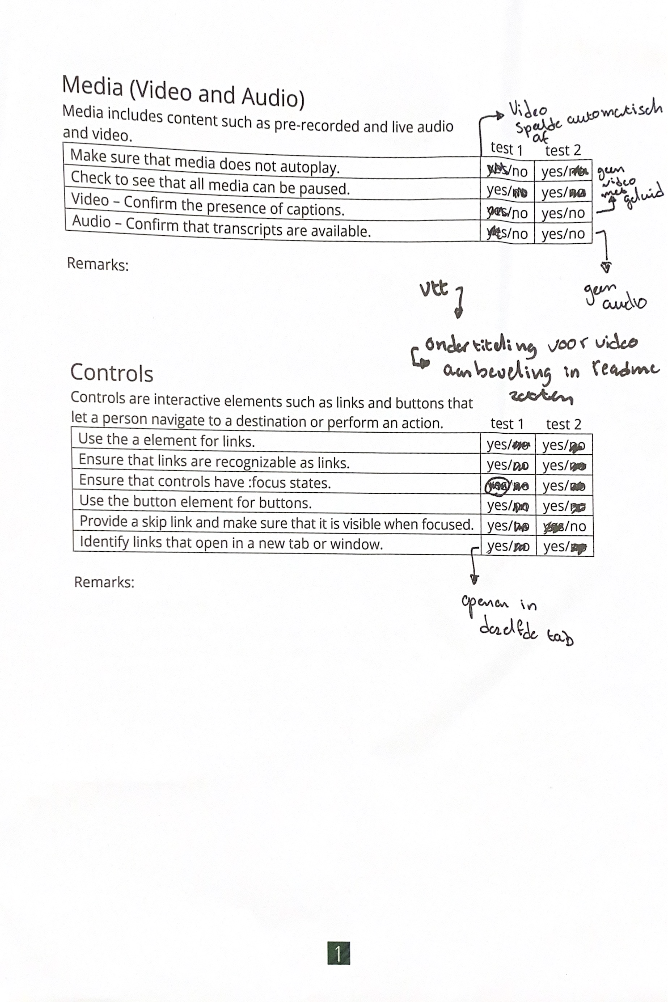 Media (Video and Audio)
Media includes content such as pre-recorded and live audio
and video.
Video
speelde automatisch
af
test 1 test 2
Make sure that media does not autoplay. yes/no yes/no
Check to see that all media can be paused. yes/no yes/no
Video – Confirm the presence of captions. yes/no yes/no
Audio – Confirm that transcripts are available. yes/no yes/no
geen
video
met
geluid
geen
audio
Remarks:
vtt
ondertiteling voor video
aanbeveling in readme
zetten
Controls
Controls are interactive elements such as links and buttons that
let a person navigate to a destination or perform an action.
test 1 test 2
Use the a element for links. yes/no yes/no
Ensure that links are recognizable as links. yes/no yes/no
Ensure that controls have :focus states. yes/no yes/no
Use the button element for buttons. yes/no yes/no
Provide a skip link and make sure that it is visible when focused. yes/no yes/no
Identify links that open in a new tab or window. yes/no yes/no
Remarks:
openen in
dezelfde tab
1